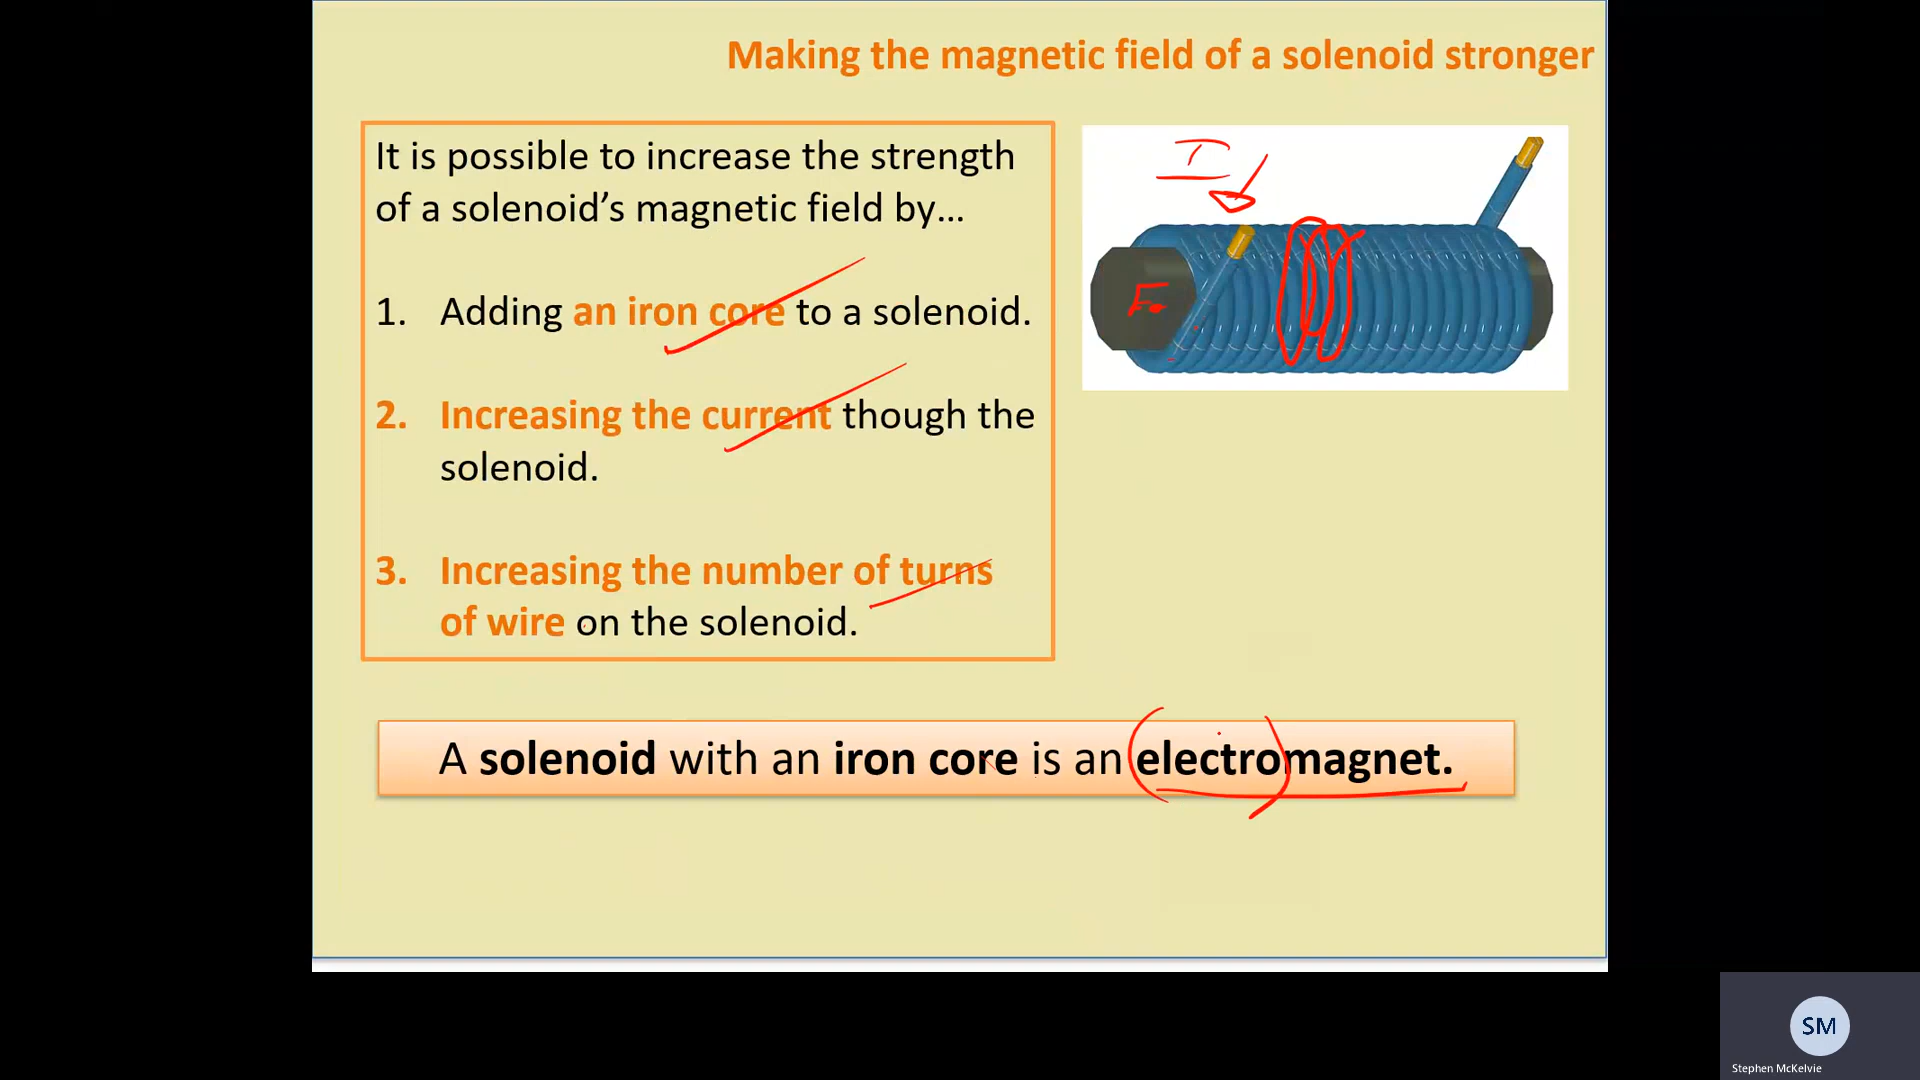 Making the magnetic field of a solenoid stronger
It is possible to increase the strength
of a solenoid's magnetic field by…
1. Adding an iron core to a solenoid.
2. Increasing the current though the
solenoid.
3. Increasing the number of turns
of wire on the solenoid.
I
Fe
A solenoid with an iron core is an electromagnet.
SM
Stephen McKelvie